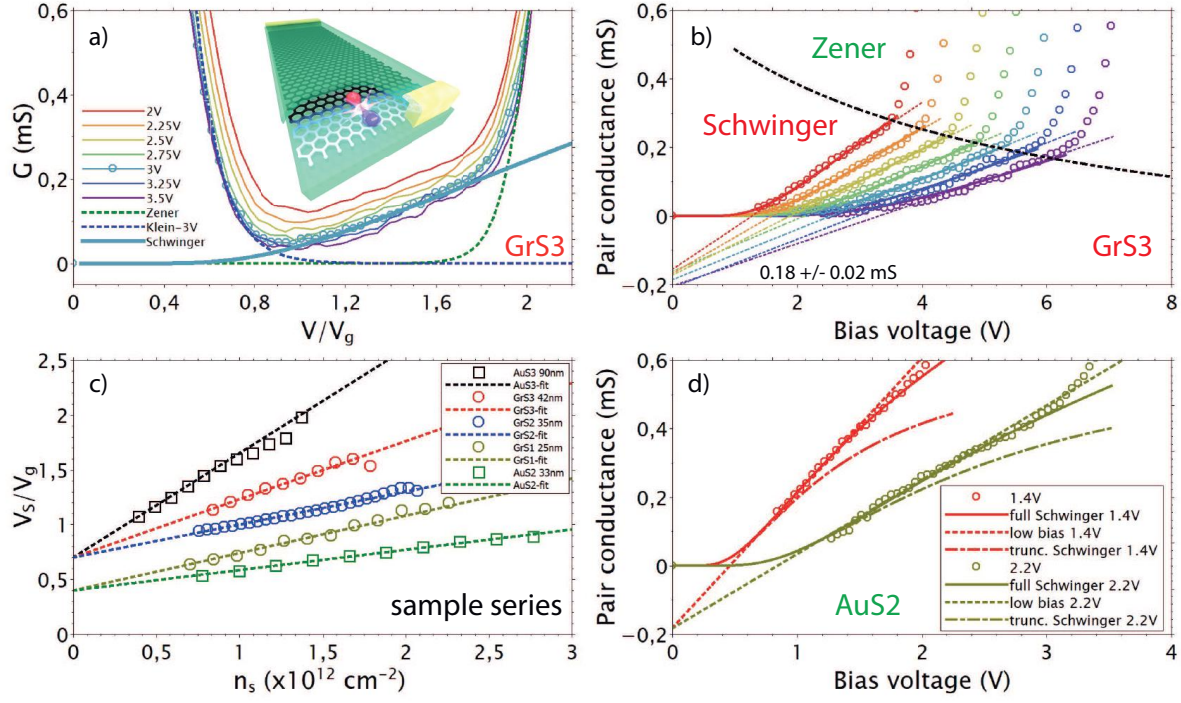 a)
0,6
0,4
0,2
0
G (mS)
2V
2.25V
2.5V
2.75V
3V
3.25V
3.5V
Zener
Klein-3V
Schwinger
GrS3
0 0,4 0,8 1,2 1,6 2
V/Vg
b)
0,6
0,4
0,2
0
−0,2
Pair conductance (mS)
Zener
Schwinger
0.18 +/- 0.02 mS
GrS3
0 2 4 6 8
Bias voltage (V)
c)
2,5
2
1,5
1
0,5
0
VS/Vg
AuS3 90nm
AuS3-fit
GrS3 42nm
GrS3-fit
GrS2 35nm
GrS2-fit
GrS1 25nm
GrS1-fit
AuS2 33nm
AuS2-fit
sample series
0 0,5 1 1,5 2 2,5 3
ns (x10¹² cm⁻²)
d)
0,6
0,4
0,2
0
−0,2
Pair conductance (mS)
AuS2
1.4V
full Schwinger 1.4V
low bias 1.4V
trunc. Schwinger 1.4V
2.2V
full Schwinger 2.2V
low bias 2.2V
trunc. Schwinger 2.2V
0 1 2 3 4
Bias voltage (V)